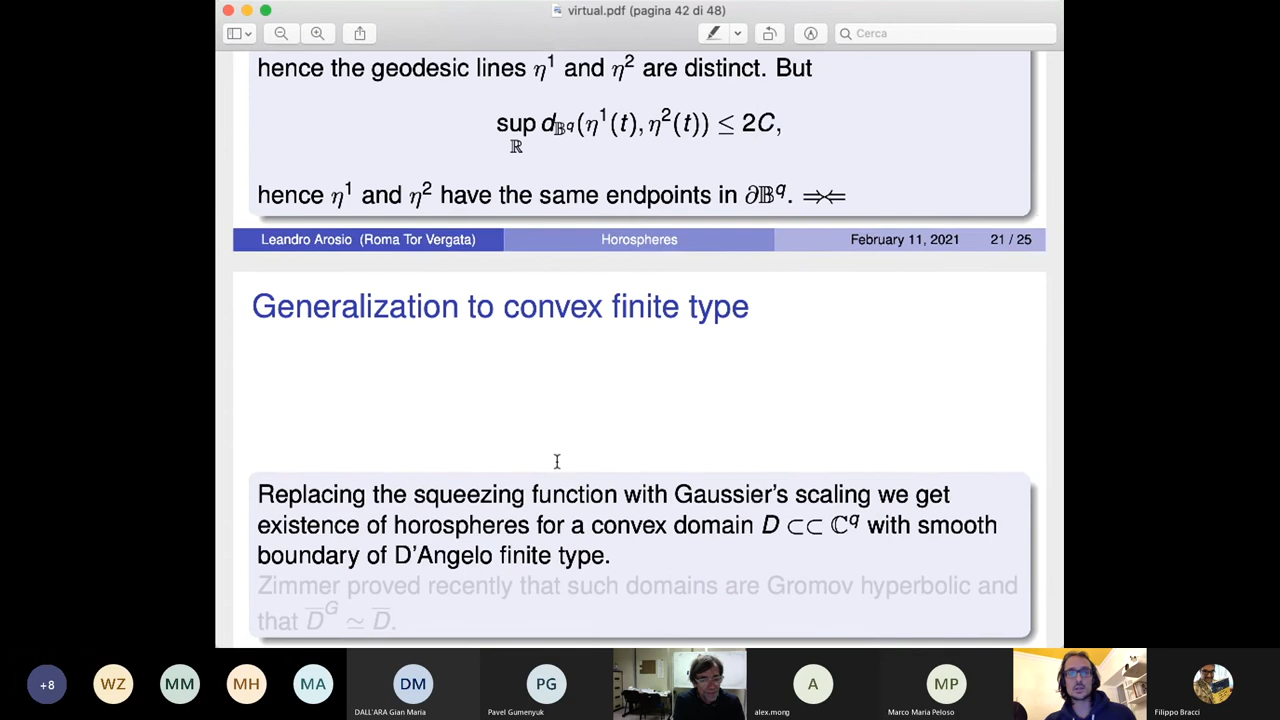 virtual.pdf (pagina 42 di 48)
Cerca
hence the geodesic lines η¹ and η² are distinct. But
sup d_𝔹q(η¹(t), η²(t)) ≤ 2C,
ℝ
hence η¹ and η² have the same endpoints in ∂𝔹^q. ⇒⇐
Leandro Arosio (Roma Tor Vergata) Horospheres February 11, 2021 21 / 25
Generalization to convex finite type
Replacing the squeezing function with Gaussier's scaling we get
existence of horospheres for a convex domain D ⊂⊂ ℂ^q with smooth
boundary of D'Angelo finite type.
Zimmer proved recently that such domains are Gromov hyperbolic and
that D̅^G ≃ D̅.
+8 WZ MM MH MA DM PG A MP
DALL'ARA Gian Maria Pavel Gumenyuk alex.mong Marco Maria Peloso Filippo Bracci